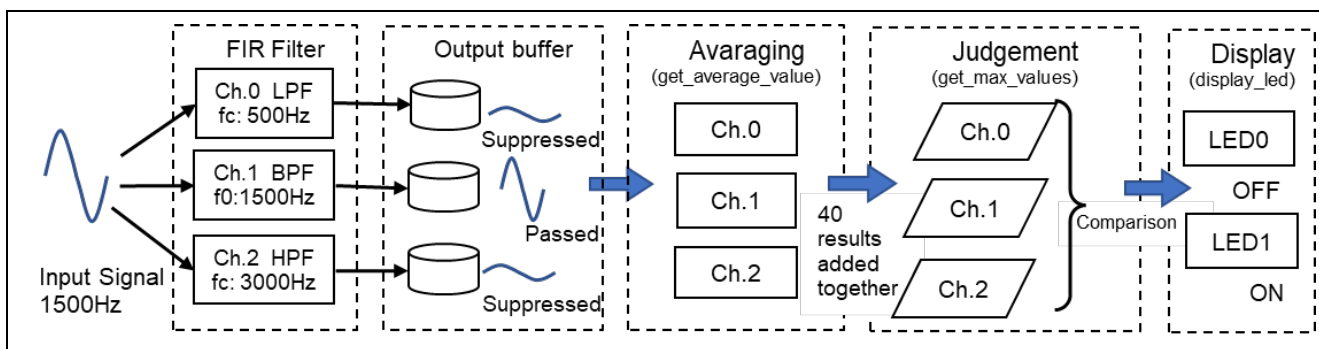 Input Signal
1500Hz
FIR Filter
Ch.0 LPF
fc: 500Hz
Ch.1 BPF
f0:1500Hz
Ch.2 HPF
fc: 3000Hz
Output buffer
Suppressed
Passed
Suppressed
Avaraging
(get_average_value)
Ch.0
Ch.1
Ch.2
40
results
added
together
Judgement
(get_max_values)
Ch.0
Ch.1
Ch.2
Comparison
Display
(display_led)
LED0
OFF
LED1
ON